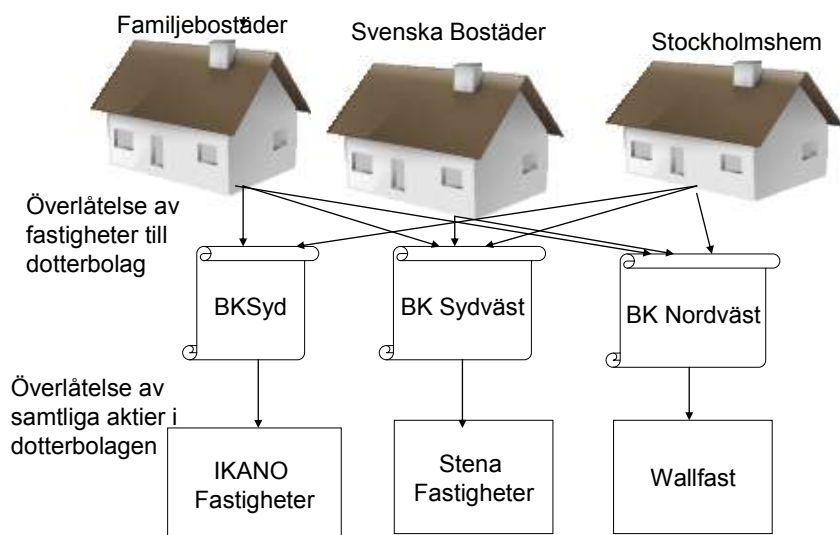 Familjebostäder
Svenska Bostäder
Stockholmshem
Överlåtelse av
fastigheter till
dotterbolag
BKSyd
BK Sydväst
BK Nordväst
Överlåtelse av
samtliga aktier i
dotterbolagen
IKANO
Fastigheter
Stena
Fastigheter
Wallfast